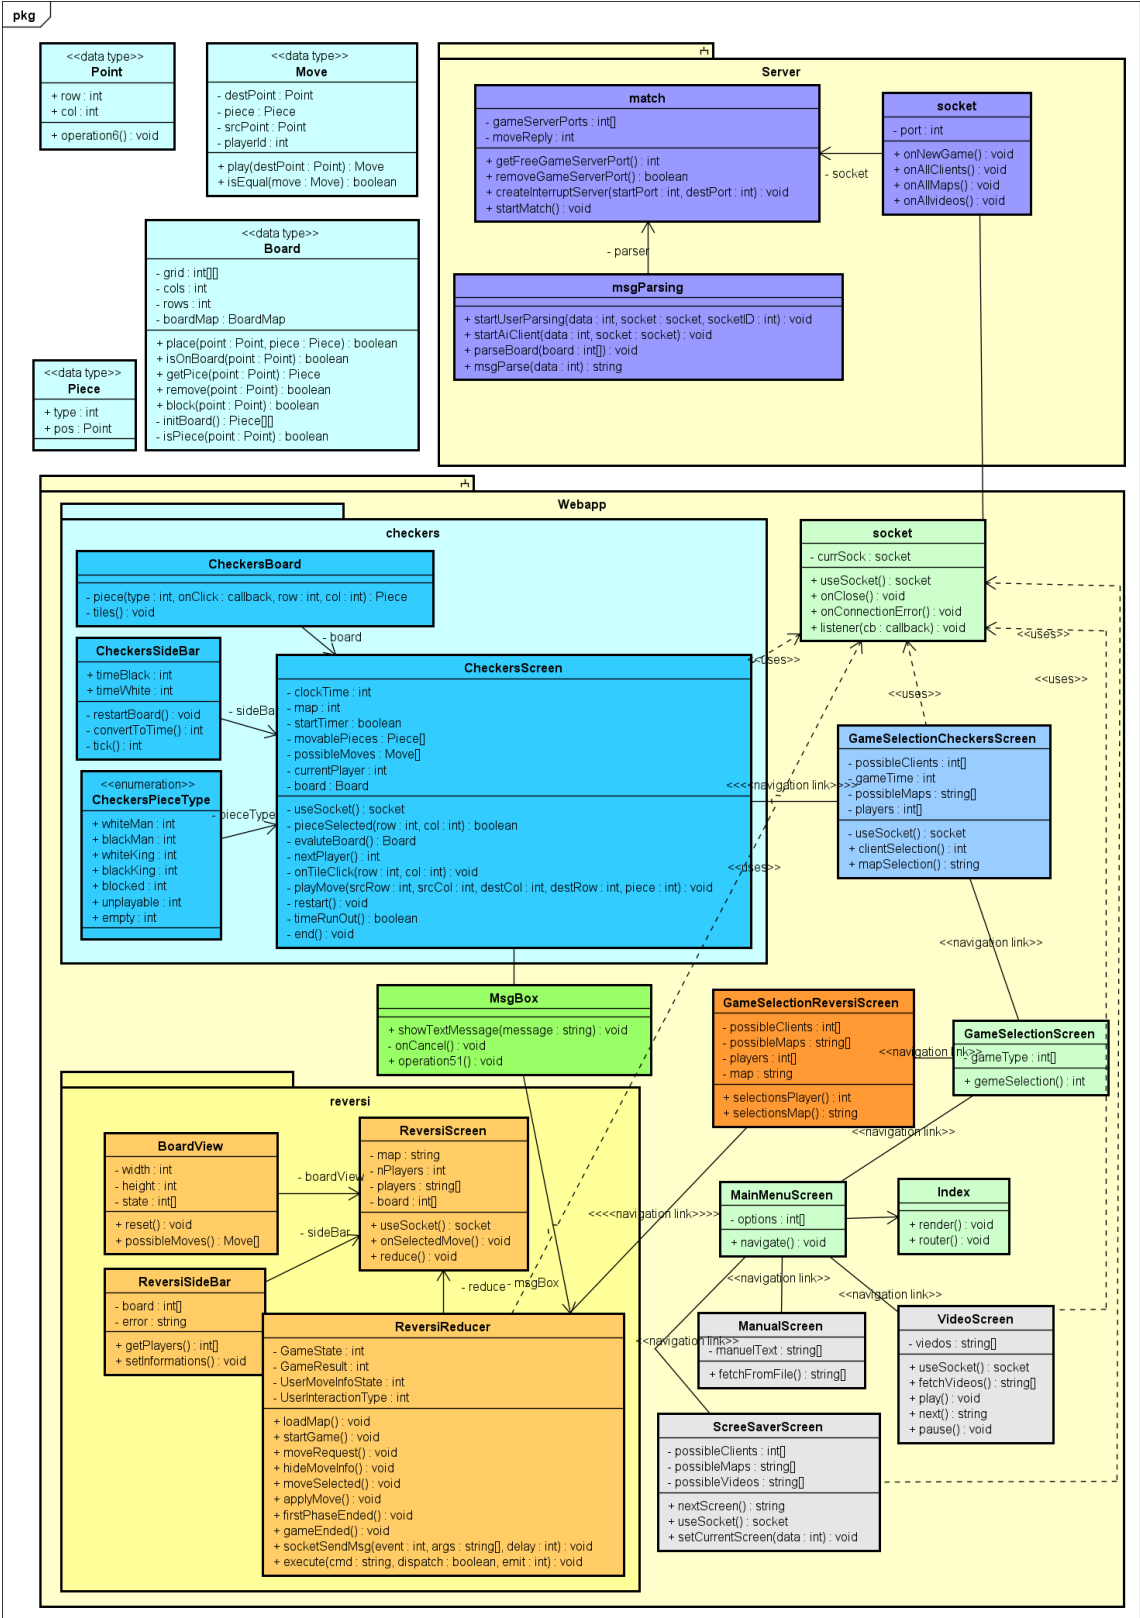 pkg
<<data type>>
Point
+ row : int
+ col : int
+ operation6() : void
<<data type>>
Move
- destPoint : Point
- piece : Piece
- srcPoint : Point
- playerId : int
+ play(destPoint : Point) : Move
+ isEqual(move : Move) : boolean
<<data type>>
Board
- grid : int[][]
- cols : int
- rows : int
- boardMap : BoardMap
+ place(point : Point, piece : Piece) : boolean
+ isOnBoard(point : Point) : boolean
+ getPice(point : Point) : Piece
+ remove(point : Point) : boolean
+ block(point : Point) : boolean
- initBoard() : Piece[][]
- isPiece(point : Point) : boolean
<<data type>>
Piece
+ type : int
+ pos : Point
Server
match
- gameServerPorts : int[]
- moveReply : int
+ getFreeGameServerPort() : int
+ removeGameServerPort() : boolean
+ createInterruptServer(startPort : int, destPort : int) : void
+ startMatch() : void
socket
- port : int
+ onNewGame() : void
+ onAllClients() : void
+ onAllMaps() : void
+ onAllvideos() : void
- socket
- parser
msgParsing
+ startUserParsing(data : int, socket : socket, socketID : int) : void
+ startAiClient(data : int, socket : socket) : void
+ parseBoard(board : int[]) : void
+ msgParse(data : int) : string
Webapp
checkers
CheckersBoard
- piece(type : int, onClick : callback, row : int, col : int) : Piece
- tiles() : void
- board
CheckersSideBar
+ timeBlack : int
+ timeWhite : int
- restartBoard() : void
- convertToTime() : int
- tick() : int
- sideBar
<<enumeration>>
CheckersPieceType
+ whiteMan : int
+ blackMan : int
+ whiteKing : int
+ blackKing : int
+ blocked : int
+ unplayable : int
+ empty : int
- pieceType
CheckersScreen
- clockTime : int
- map : int
- startTimer : boolean
- movablePieces : Piece[]
- possibleMoves : Move[]
- currentPlayer : int
- board : Board
- useSocket() : socket
- pieceSelected(row : int, col : int) : boolean
- evaluteBoard() : Board
- nextPlayer() : int
- onTileClick(row : int, col : int) : void
- playMove(srcRow : int, srcCol : int, destCol : int, destRow : int, piece : int) : void
- restart() : void
- timeRunOut() : boolean
- end() : void
socket
- currSock : socket
+ useSocket() : socket
+ onClose() : void
+ onConnectionError() : void
+ listener(cb : callback) : void
<<uses>>
<<uses>>
<<uses>>
<<uses>>
<<uses>>
GameSelectionCheckersScreen
- possibleClients : int[]
- gameTime : int
- possibleMaps : string[]
- players : int[]
- useSocket() : socket
+ clientSelection() : int
+ mapSelection() : string
<<<<navigation link>>>>
<<navigation link>>
MsgBox
+ showTextMessage(message : string) : void
- onCancel() : void
+ operation51() : void
GameSelectionReversiScreen
- possibleClients : int[]
- possibleMaps : string[]
- players : int[]
- map : string
+ selectionsPlayer() : int
+ selectionsMap() : string
<<navigation link>>
GameSelectionScreen
- gameType : int[]
+ gemeSelection() : int
<<navigation link>>
reversi
BoardView
- width : int
- height : int
- state : int[]
+ reset() : void
+ possibleMoves() : Move[]
- boardView
ReversiScreen
- map : string
- nPlayers : int
- players : string[]
- board : int[]
+ useSocket() : socket
+ onSelectedMove() : void
+ reduce() : void
- sideBar
ReversiSideBar
- board : int[]
- error : string
+ getPlayers() : int[]
+ setInformations() : void
- reduce
- msgBox
ReversiReducer
- GameState : int
- GameResult : int
- UserMoveInfoState : int
- UserInteractionType : int
+ loadMap() : void
+ startGame() : void
+ moveRequest() : void
+ hideMoveInfo() : void
+ moveSelected() : void
+ applyMove() : void
+ firstPhaseEnded() : void
+ gameEnded() : void
+ socketSendMsg(event : int, args : string[], delay : int) : void
+ execute(cmd : string, dispatch : boolean, emit : int) : void
<<<<navigation link>>>>
MainMenuScreen
- options : int[]
+ navigate() : void
Index
+ render() : void
+ router() : void
<<navigation link>>
<<navigation link>>
<<navigation link>>
ManualScreen
- manuelText : string[]
+ fetchFromFile() : string[]
VideoScreen
- viedos : string[]
+ useSocket() : socket
+ fetchVideos() : string[]
+ play() : void
+ next() : string
+ pause() : void
ScreeSaverScreen
- possibleClients : int[]
- possibleMaps : string[]
- possibleVideos : string[]
+ nextScreen() : string
+ useSocket() : socket
+ setCurrentScreen(data : int) : void